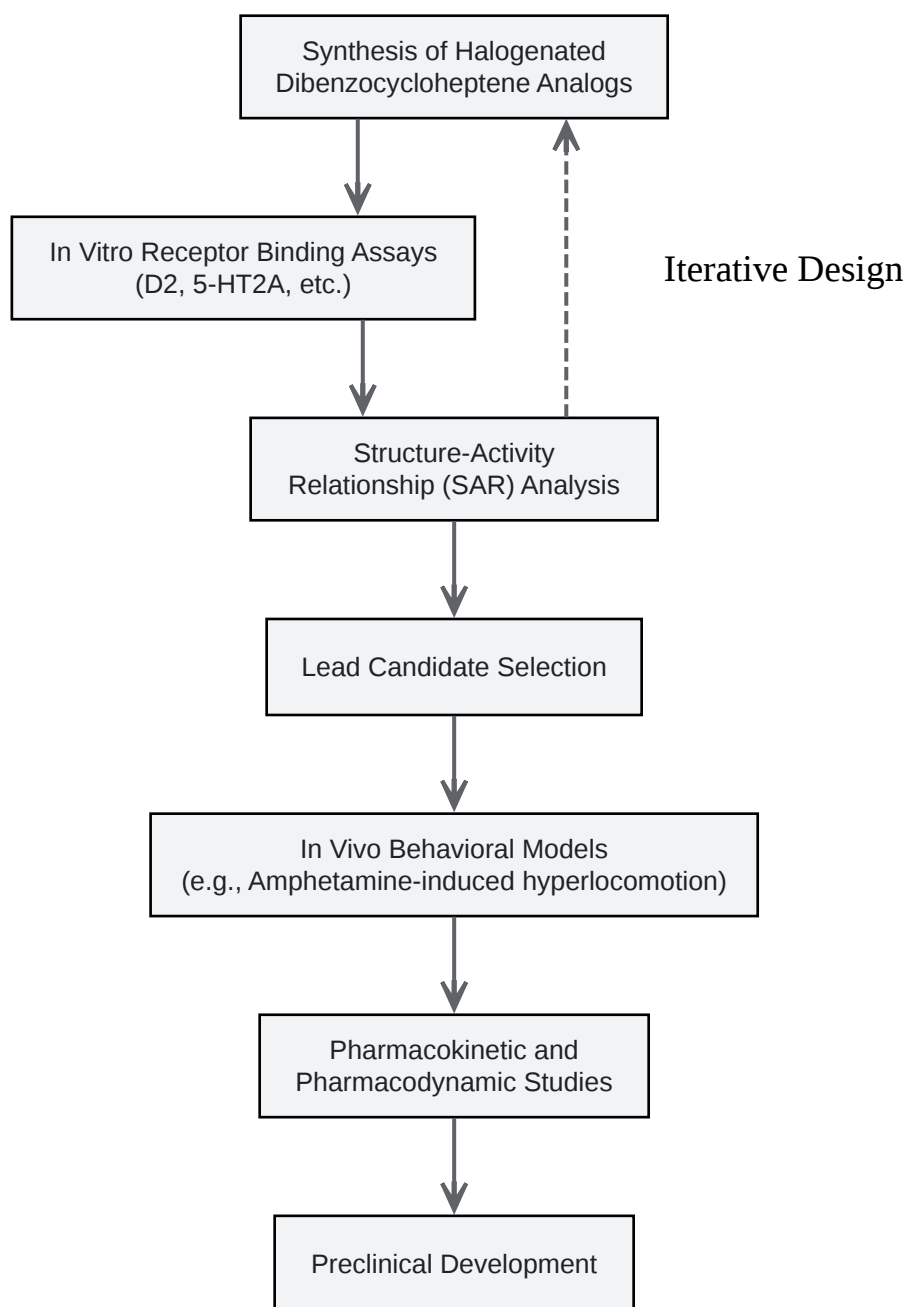 Synthesis of Halogenated
Dibenzocycloheptene Analogs
In Vitro Receptor Binding Assays
(D2, 5-HT2A, etc.)
Iterative Design
Structure-Activity
Relationship (SAR) Analysis
Lead Candidate Selection
In Vivo Behavioral Models
(e.g., Amphetamine-induced hyperlocomotion)
Pharmacokinetic and
Pharmacodynamic Studies
Preclinical Development